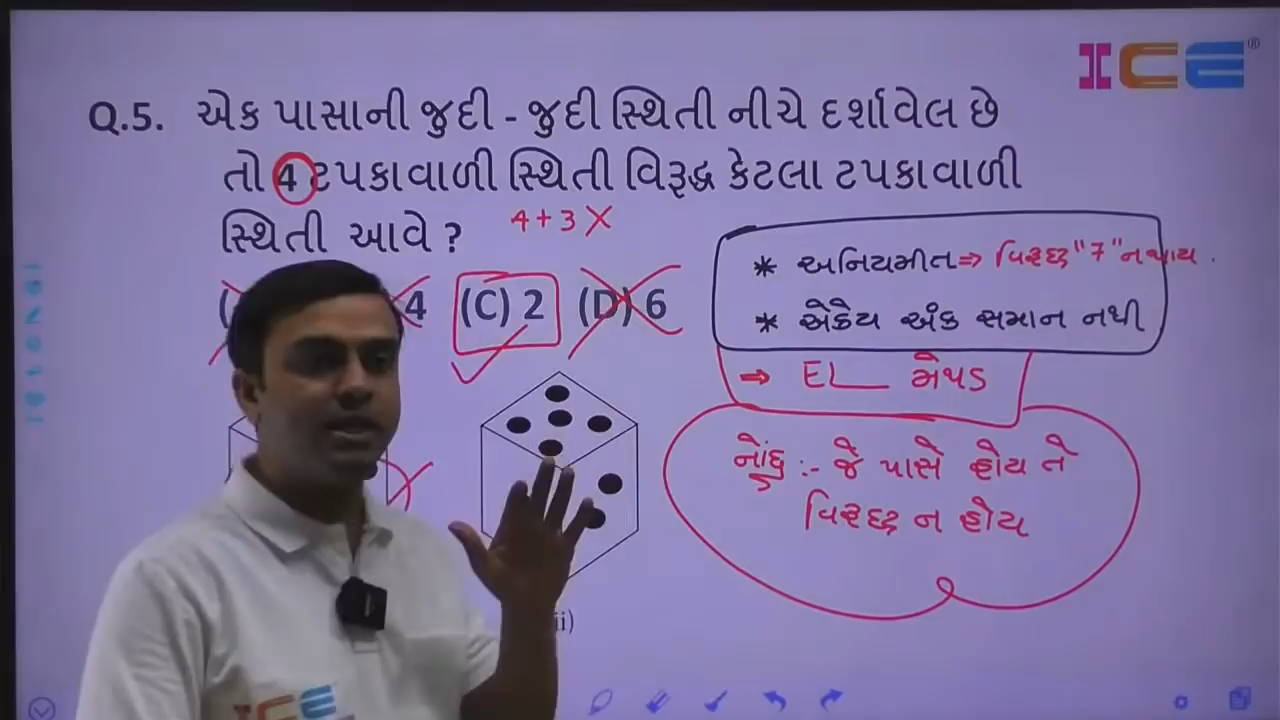 ICE®
Q.5. એક પાસાની જુદી - જુદી સ્થિતી નીચે દર્શાવેલ છે
તો 4 ટપકાવાળી સ્થિતી વિરૂદ્ધ કેટલા ટપકાવાળી
સ્થિતી આવે ?
4 + 3 X
4 (C) 2 (D) 6
* અનિયમીત ⇒ વિરૂદ્ધ "7" ન થાય .
* એકેય અંક સમાન નથી
⇒ EL મેથડ
નોંધ :- જે પાસે હોય તે
વિરૂદ્ધ ન હોય
ii)
ICE